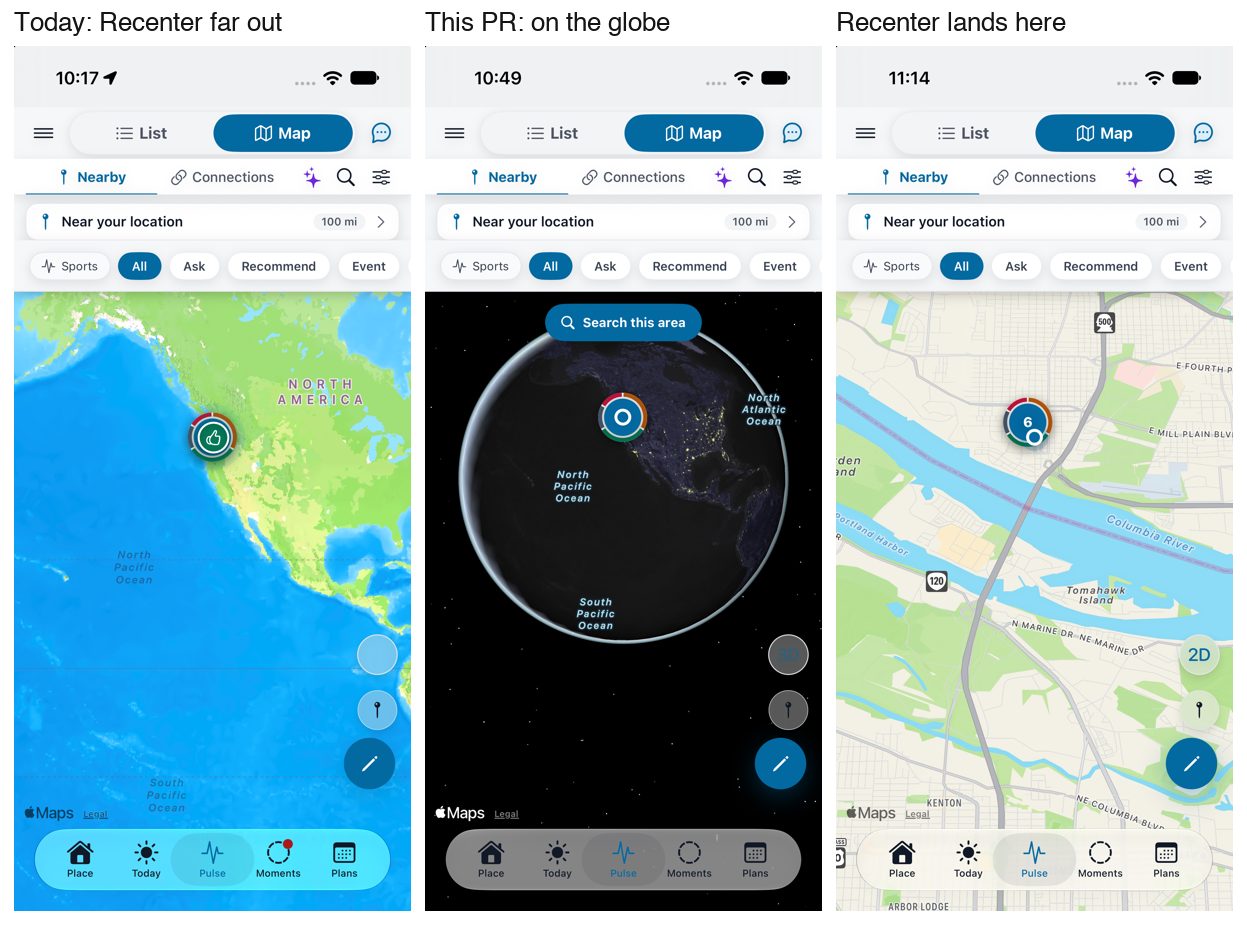 Today: Recenter far out
10:17
List
Map
Nearby
Connections
Near your location
100 mi
Sports
All
Ask
Recommend
Event
NORTH
AMERICA
North
Pacific
Ocean
South
Pacific
Ocean
Maps
Legal
Place
Today
Pulse
Moments
Plans
This PR: on the globe
10:49
List
Map
Nearby
Connections
Near your location
100 mi
Sports
All
Ask
Recommend
Event
Search this area
North
Atlantic
Ocean
North
Pacific
Ocean
South
Pacific
Ocean
3D
Maps
Legal
Place
Today
Pulse
Moments
Plans
Recenter lands here
11:14
List
Map
Nearby
Connections
Near your location
100 mi
Sports
All
Ask
Recommend
Event
500
E FOURTH P
6
E MILL PLAIN BLV
den
and
Columbia River
Portland Harbor
R
120
Tomahawk
Island
N MARINE DR
NE MARINE DR
2D
KENTON
NE COLUMBIA BLV
Maps
Legal
Place
Today
Pulse
Moments
Plans
ARBOR LODGE